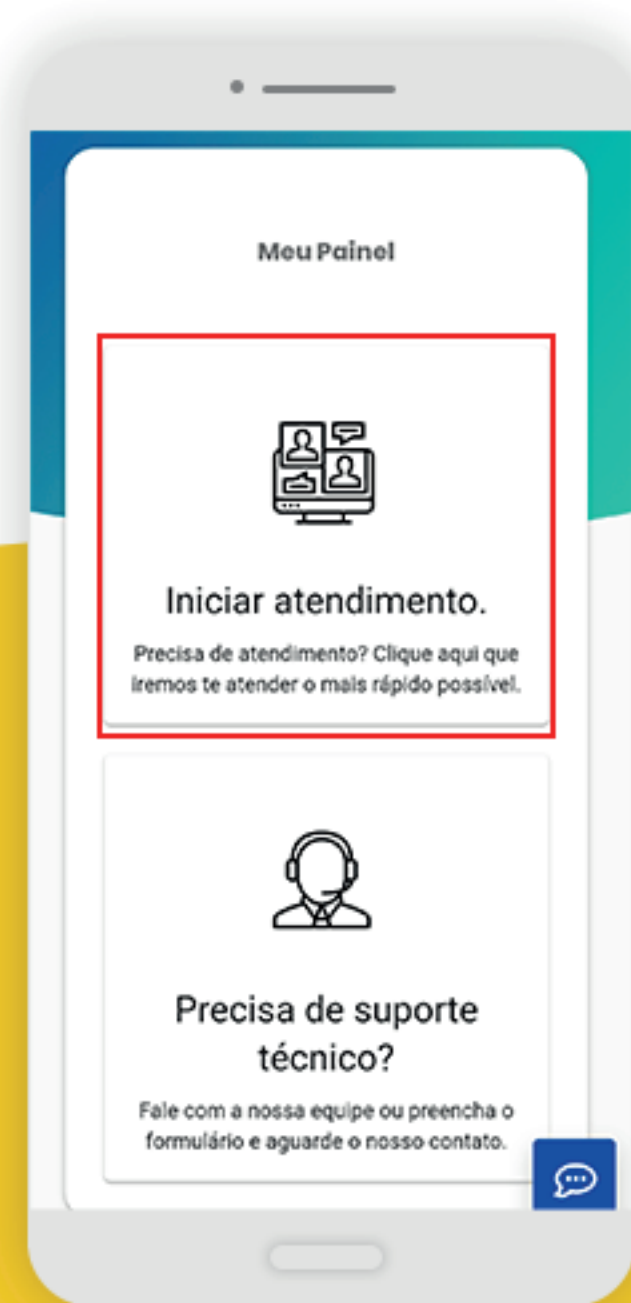 Meu Painel
Iniciar atendimento.
Precisa de atendimento? Clique aqui que
iremos te atender o mais rápido possível.
Precisa de suporte
técnico?
Fale com a nossa equipe ou preencha o
formulário e aguarde o nosso contato.